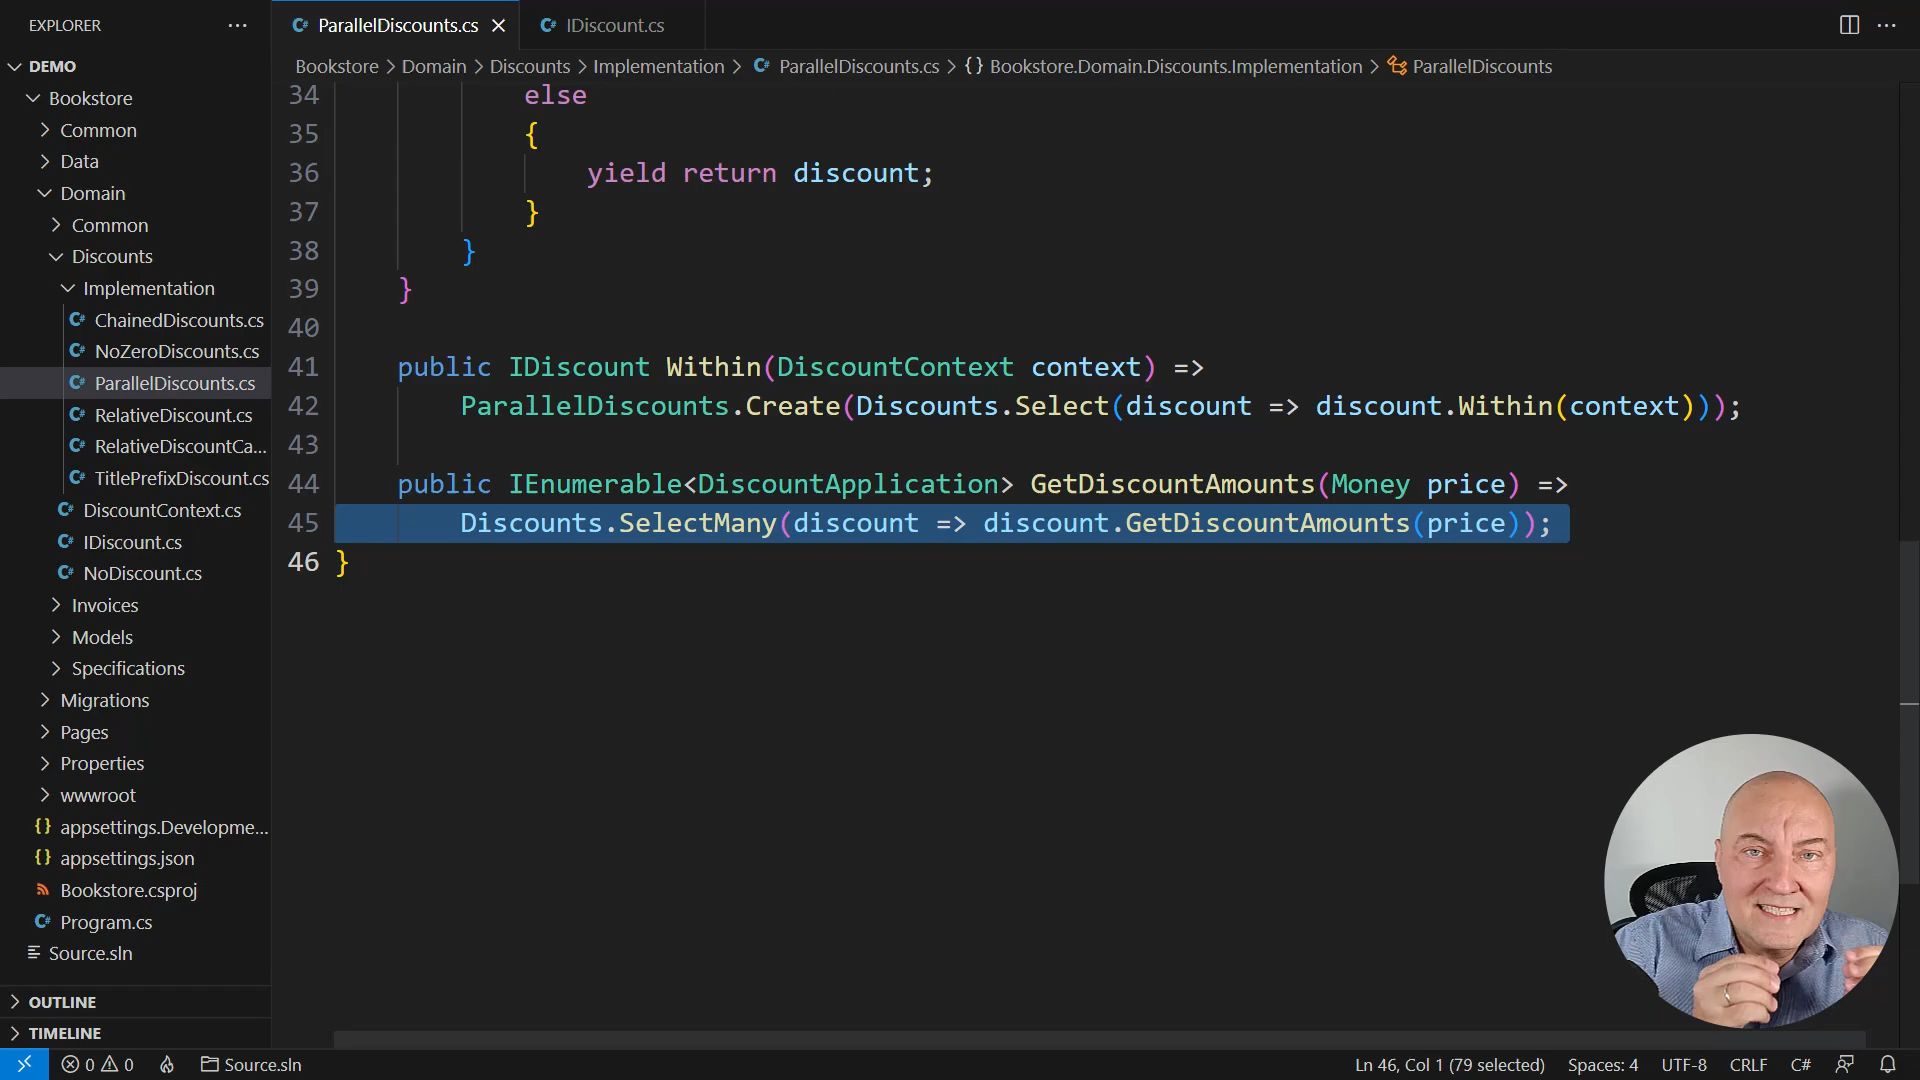 EXPLORER
DEMO
Bookstore
Common
Data
Domain
Common
Discounts
Implementation
ChainedDiscounts.cs
NoZeroDiscounts.cs
ParallelDiscounts.cs
RelativeDiscount.cs
RelativeDiscountCa...
TitlePrefixDiscount.cs
DiscountContext.cs
IDiscount.cs
NoDiscount.cs
Invoices
Models
Specifications
Migrations
Pages
Properties
wwwroot
appsettings.Developme...
appsettings.json
Bookstore.csproj
Program.cs
Source.sln
OUTLINE
TIMELINE
ParallelDiscounts.cs IDiscount.cs
Bookstore > Domain > Discounts > Implementation > ParallelDiscounts.cs > {} Bookstore.Domain.Discounts.Implementation > ParallelDiscounts
34 else
35 {
36 yield return discount;
37 }
38 }
39 }
40
41 public IDiscount Within(DiscountContext context) =>
42 ParallelDiscounts.Create(Discounts.Select(discount => discount.Within(context)));
43
44 public IEnumerable<DiscountApplication> GetDiscountAmounts(Money price) =>
45 Discounts.SelectMany(discount => discount.GetDiscountAmounts(price));
46 }
0 0 Source.sln Ln 46, Col 1 (79 selected) Spaces: 4 UTF-8 CRLF C#